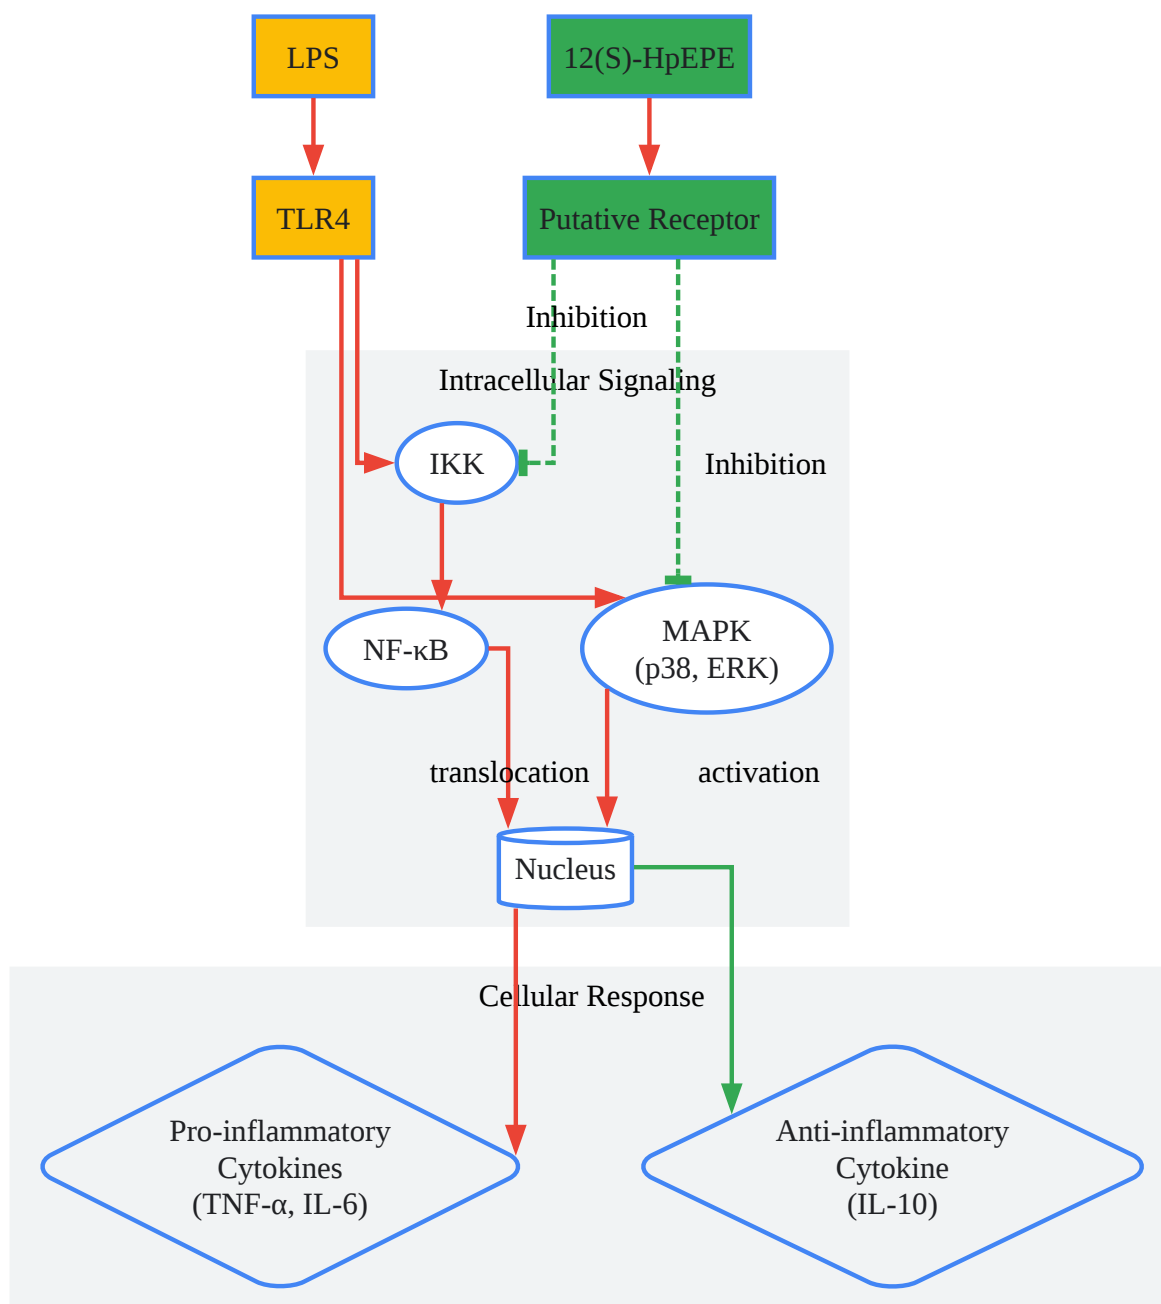 LPS
12(S)-HpEPE
TLR4
Putative Receptor
Inhibition
Intracellular Signaling
IKK
Inhibition
NF-κB
MAPK
(p38, ERK)
translocation
activation
Nucleus
Cellular Response
Pro-inflammatory
Cytokines
(TNF-α, IL-6)
Anti-inflammatory
Cytokine
(IL-10)